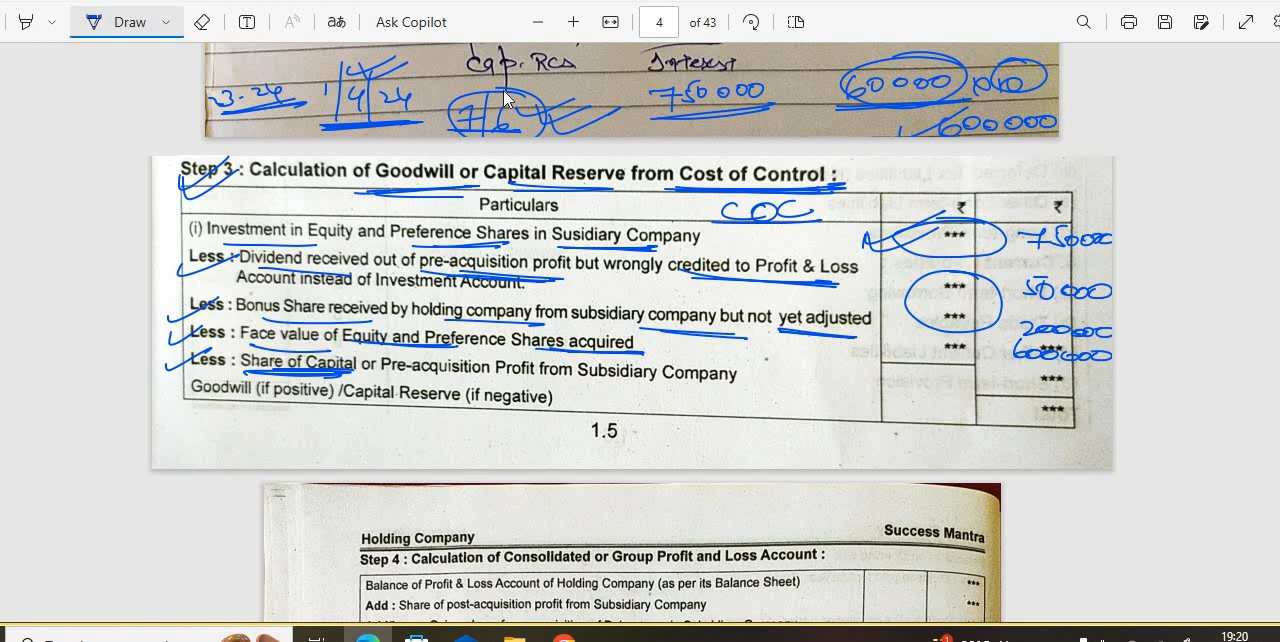 Draw
Ask Copilot
4 of 43
Cap. Res Interest
23-24 1/4/24 7/6 750000 60000 x 10
600000
Step 3 : Calculation of Goodwill or Capital Reserve from Cost of Control :
Particulars COC ₹ ₹
(i) Investment in Equity and Preference Shares in Susidiary Company *** 75000
Less : Dividend received out of pre-acquisition profit but wrongly credited to Profit & Loss
Account instead of Investment Account. *** 50000
Less : Bonus Share received by holding company from subsidiary company but not yet adjusted *** 200000
Less : Face value of Equity and Preference Shares acquired *** *** 600000
Less : Share of Capital or Pre-acquisition Profit from Subsidiary Company ***
Goodwill (if positive) /Capital Reserve (if negative) ***
1.5
Holding Company Success Mantra
Step 4 : Calculation of Consolidated or Group Profit and Loss Account :
Balance of Profit & Loss Account of Holding Company (as per its Balance Sheet) ***
Add : Share of post-acquisition profit from Subsidiary Company ***
19:20